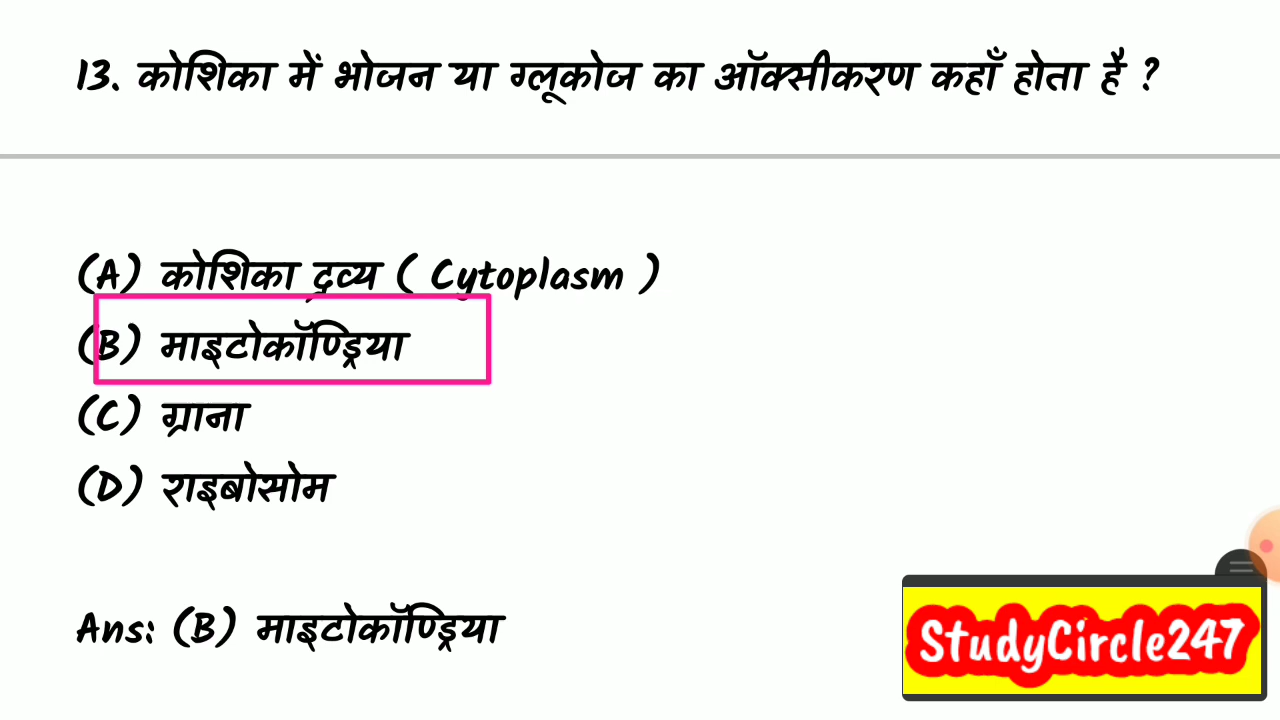 13. कोशिका में भोजन या ग्लूकोज का ऑक्सीकरण कहाँ होता है ?
(A) कोशिका द्रव्य ( Cytoplasm )
(B) माइटोकॉण्ड्रिया
(C) ग्राना
(D) राइबोसोम
Ans: (B) माइटोकॉण्ड्रिया
StudyCircle247